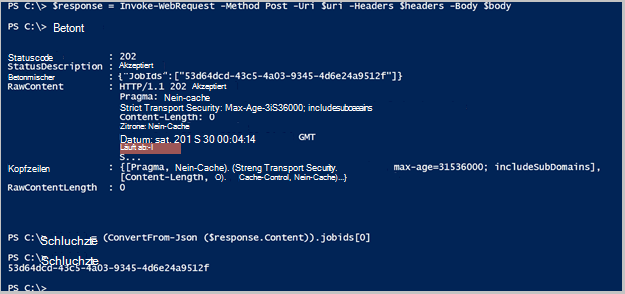 PS C:\> $response = Invoke-WebRequest -Method Post -Uri $uri -Headers $headers -Body $body
PS C:\> Betont
Statuscode : 202
StatusDescription : Akzeptiert
Betonmischer : {"JobIds":["53d64dcd-43c5-4a03-9345-4d6e24a9512f"]}
RawContent : HTTP/1.1 202 Akzeptiert
Pragma: Nein-cache
Strict Transport Security: Max-Age-3iS36000; includesubdomains
Content-Length: 0
Zitrone: Nein-Cache
Datum: sat. 201 S 30 00:04:14 GMT
Läuft ab:-I
S...
Kopfzeilen : {[Pragma, Nein-Cache). (Streng Transport Security. max-age=31536000; includeSubDomains],
[Content-Length, O). Cache-Control, Nein-Cache)...}
RawContentLength : 0
PS C:\> Schluchzte (ConvertFrom-Json ($response.Content)).jobids[0]
PS C:\> Schluchzte
53d64dcd-43c5-4a03-9345-4d6e24a9512f
PS C:\>